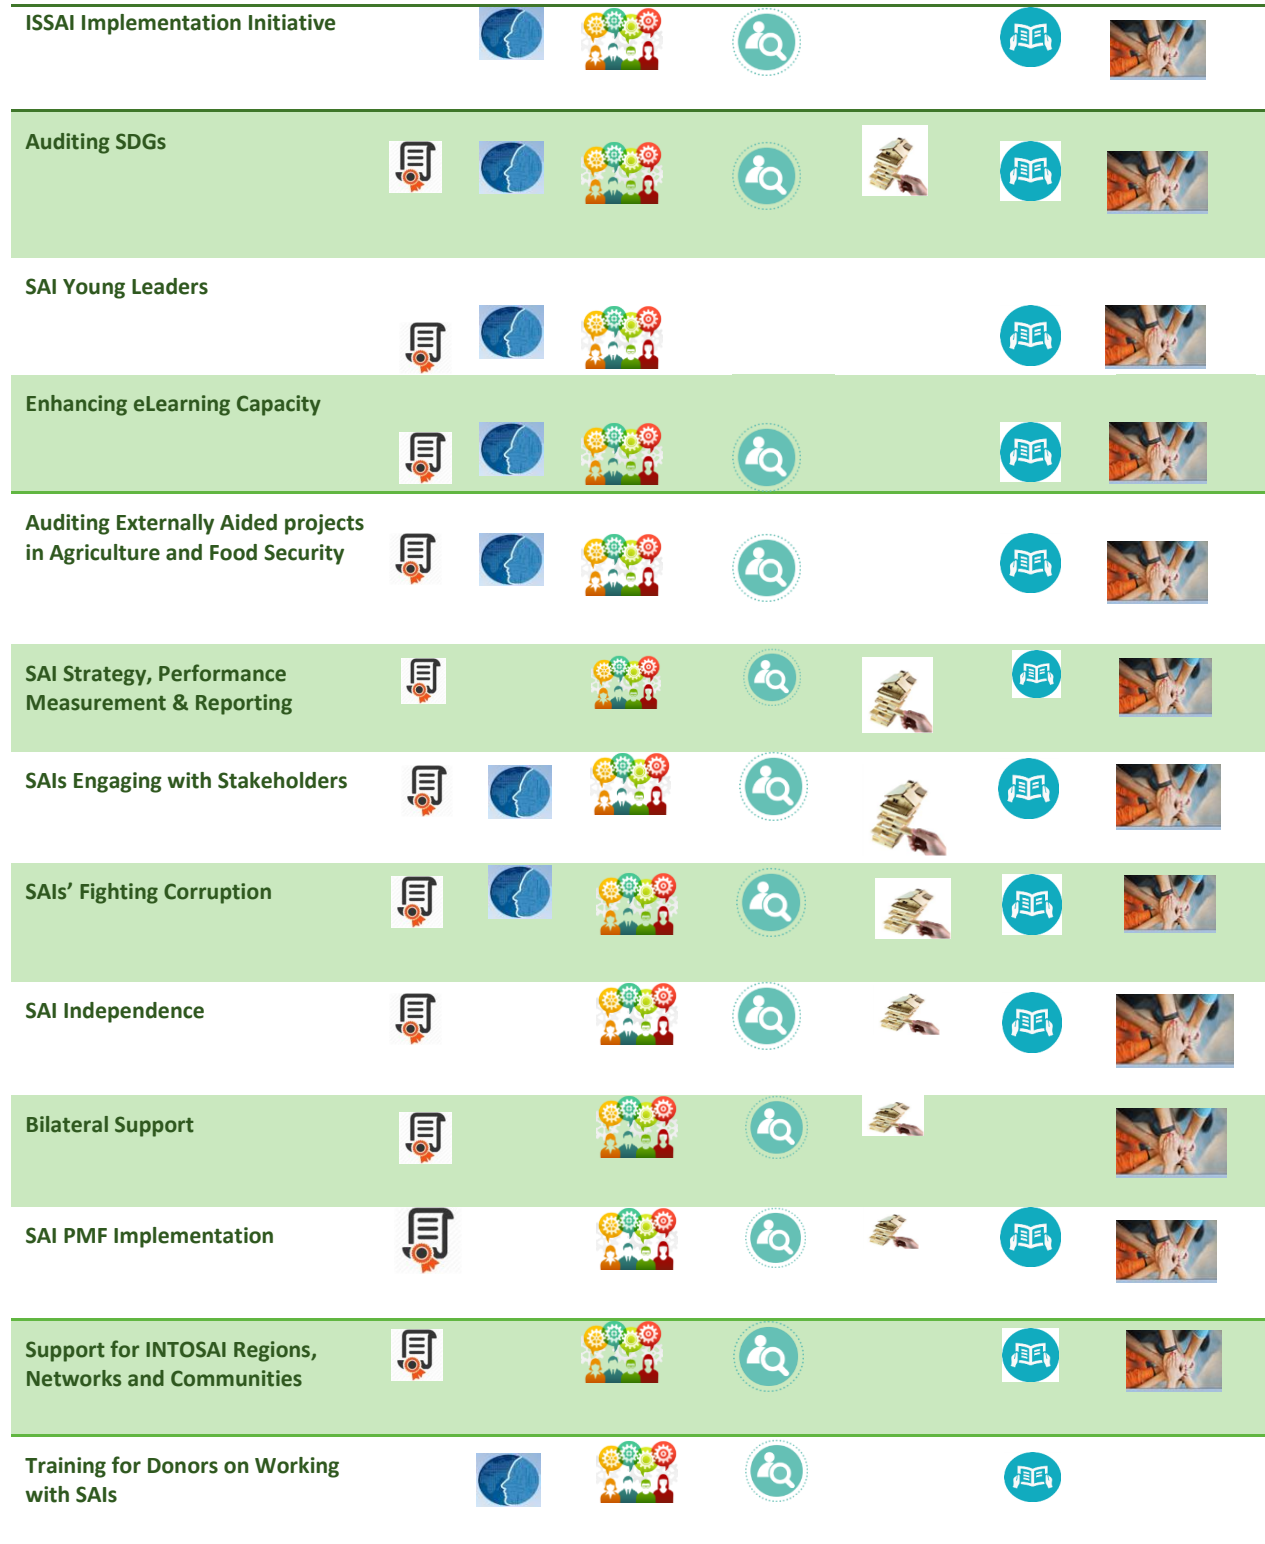 ISSAI Implementation Initiative
Auditing SDGs
SAI Young Leaders
Enhancing eLearning Capacity
Auditing Externally Aided projects
in Agriculture and Food Security
SAI Strategy, Performance
Measurement & Reporting
SAIs Engaging with Stakeholders
SAIs’ Fighting Corruption
SAI Independence
Bilateral Support
SAI PMF Implementation
Support for INTOSAI Regions,
Networks and Communities
Training for Donors on Working
with SAIs